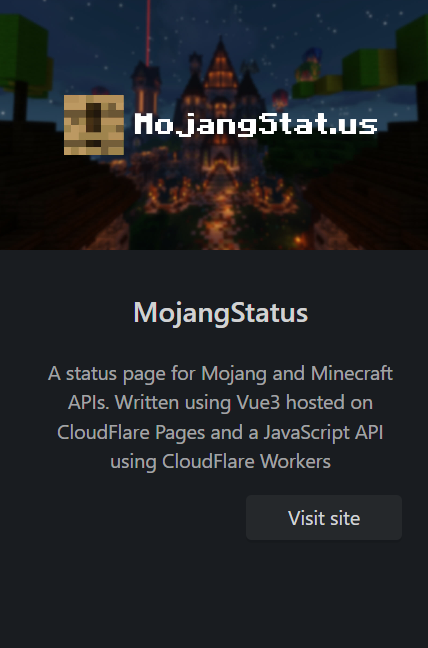 MojangStat.us
MojangStatus
A status page for Mojang and Minecraft
APIs. Written using Vue3 hosted on
CloudFlare Pages and a JavaScript API
using CloudFlare Workers
Visit site